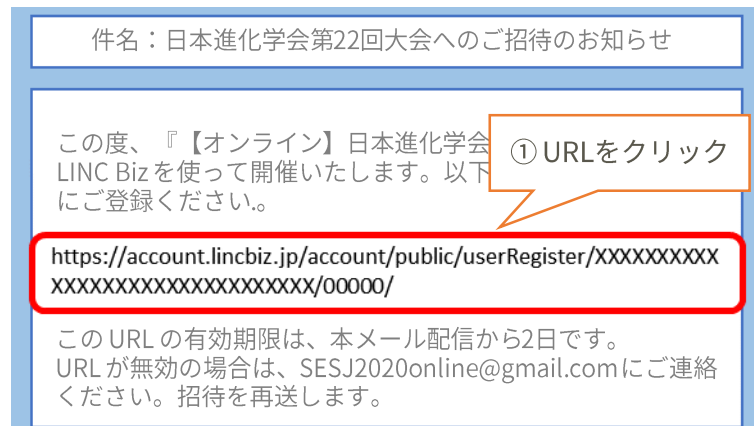 件名：日本進化学会第22回大会へのご招待のお知らせ
この度、『【オンライン】日本進化学会
① URLをクリック
LINC Bizを使って開催いたします。以下
にご登録ください.。
https://account.lincbiz.jp/account/public/userRegister/XXXXXXXXXX
XXXXXXXXXXXXXXXXXXXXXX/00000/
この URL の有効期限は、本メール配信から2日です。
URL が無効の場合は、SESJ2020online@gmail.comにご連絡
ください。招待を再送します。